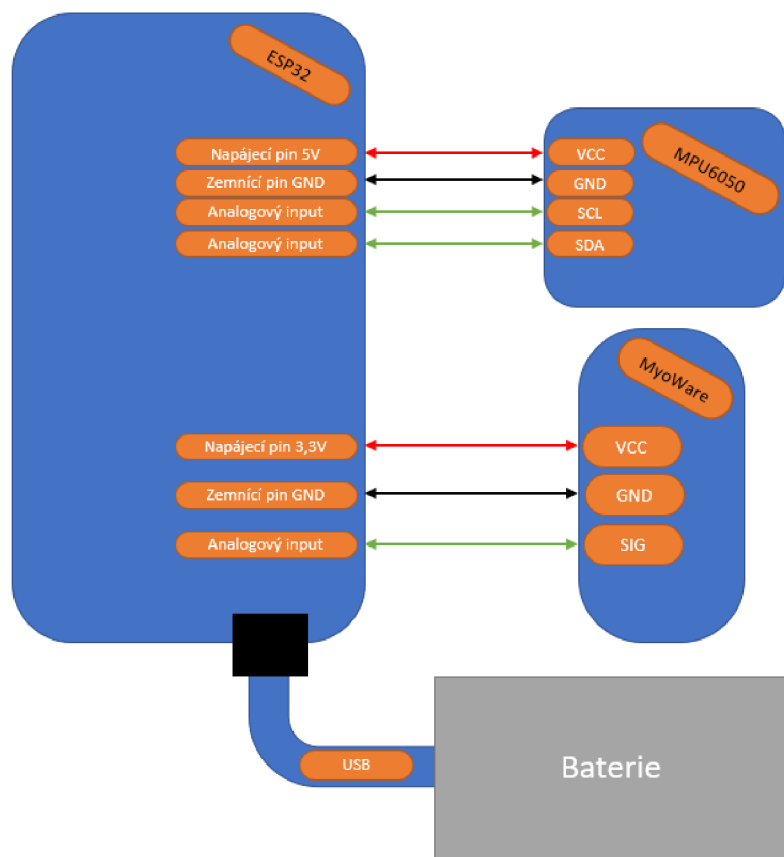 ESP32
Napájecí pin 5V
Zemnící pin GND
Analogový input
Analogový input
MPU6050
VCC
GND
SCL
SDA
Napájecí pin 3,3V
Zemnící pin GND
Analogový input
MyoWare
VCC
GND
SIG
USB
Baterie